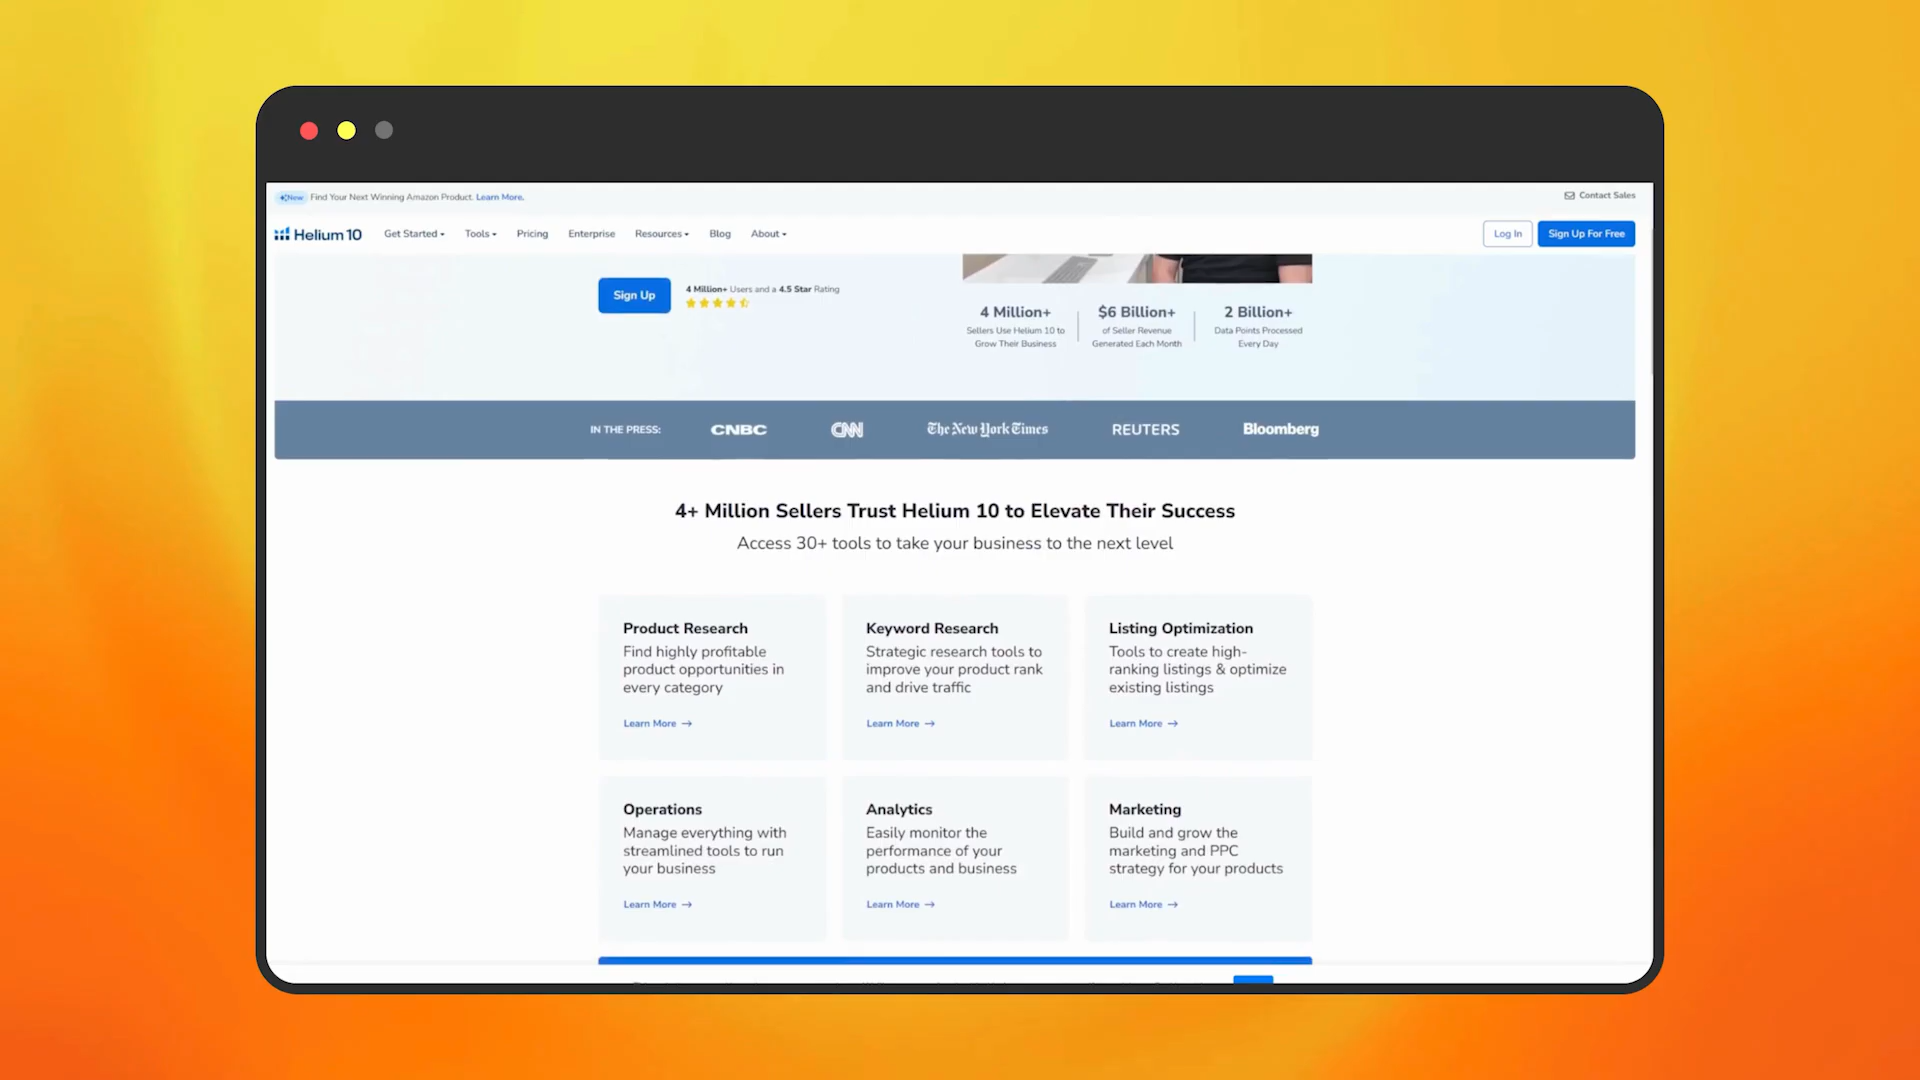 New Find Your Next Winning Amazon Product. Learn More.
Contact Sales
Helium 10 Get Started Tools Pricing Enterprise Resources Blog About Log In Sign Up For Free
Sign Up
4 Million+ Users and a 4.5 Star Rating
4 Million+
Sellers Use Helium 10 to
Grow Their Business
$6 Billion+
of Seller Revenue
Generated Each Month
2 Billion+
Data Points Processed
Every Day
IN THE PRESS: CNBC CNN The New York Times REUTERS Bloomberg
4+ Million Sellers Trust Helium 10 to Elevate Their Success
Access 30+ tools to take your business to the next level
Product Research
Find highly profitable
product opportunities in
every category
Learn More →
Keyword Research
Strategic research tools to
improve your product rank
and drive traffic
Learn More →
Listing Optimization
Tools to create high-
ranking listings & optimize
existing listings
Learn More →
Operations
Manage everything with
streamlined tools to run
your business
Learn More →
Analytics
Easily monitor the
performance of your
products and business
Learn More →
Marketing
Build and grow the
marketing and PPC
strategy for your products
Learn More →